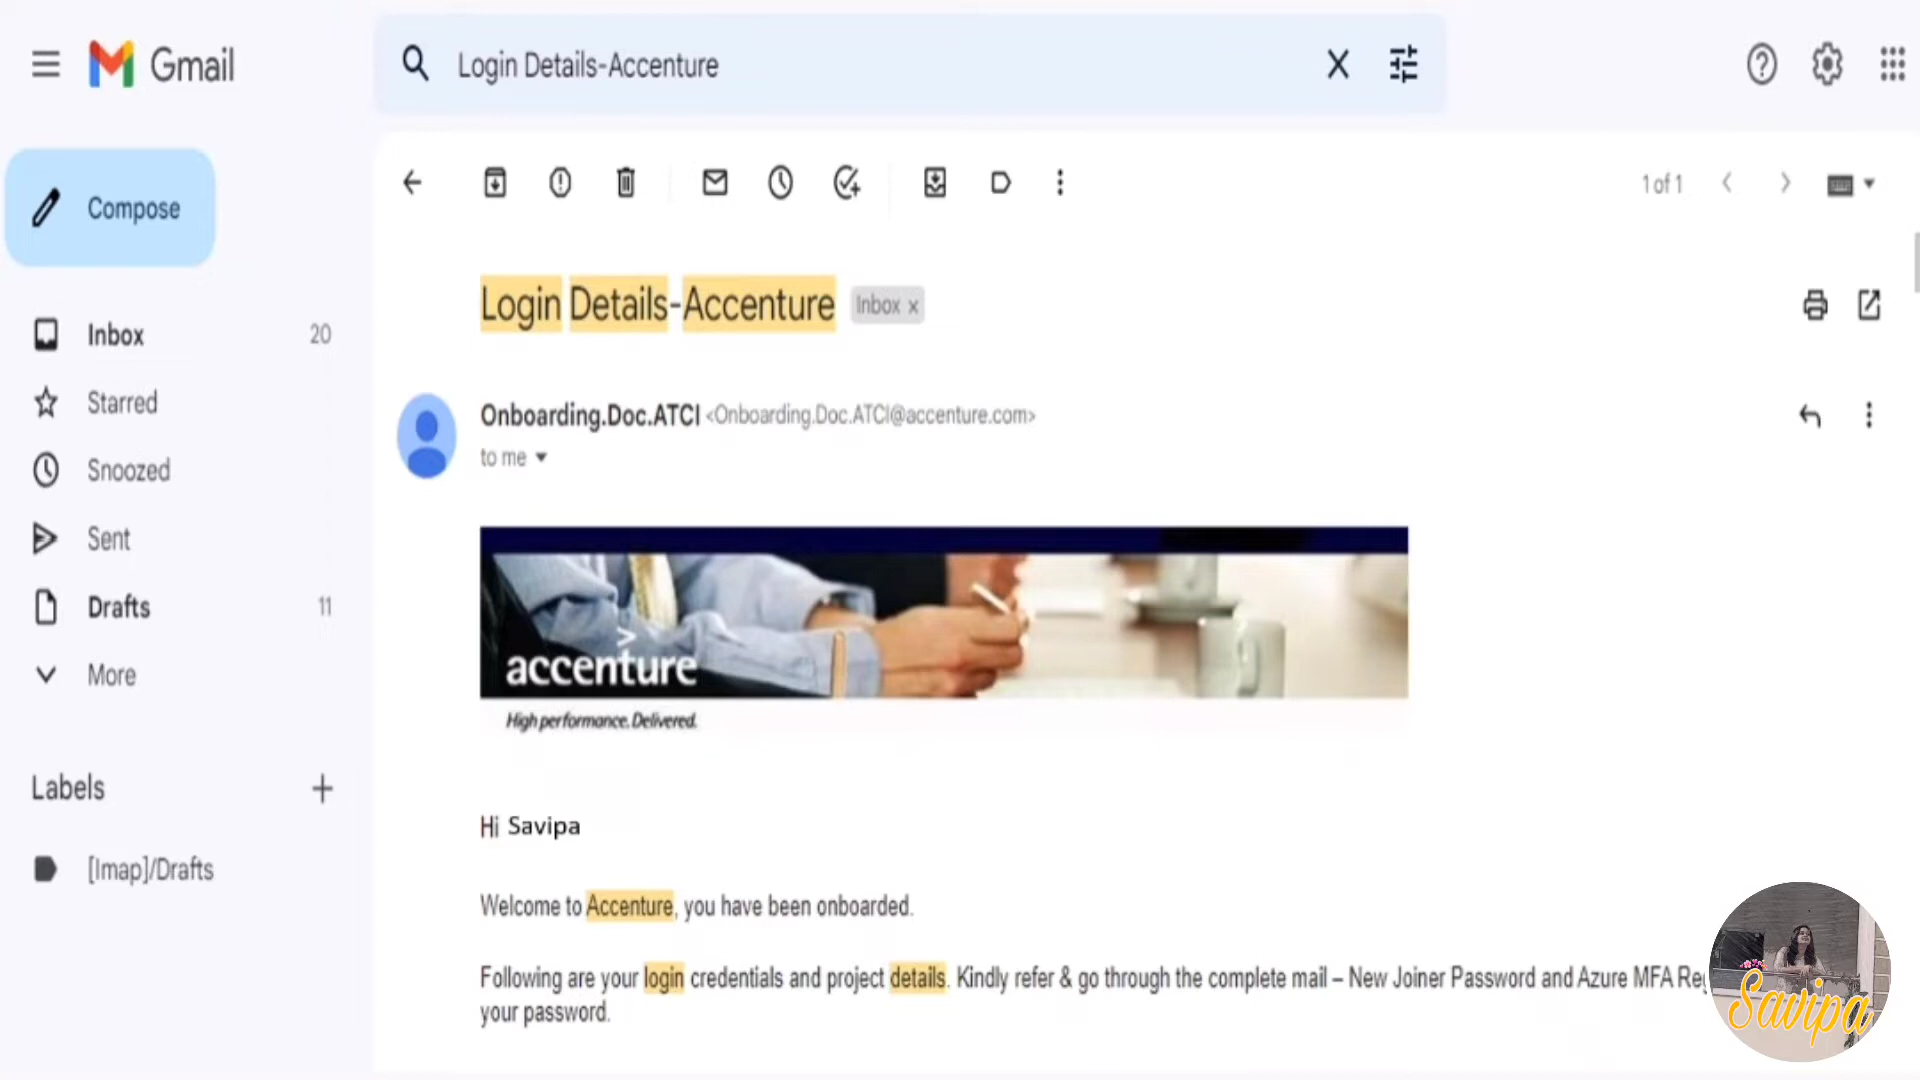 Gmail
Login Details-Accenture
Compose
1 of 1
Login Details-Accenture Inbox x
Inbox 20
Starred
Onboarding.Doc.ATCI <Onboarding.Doc.ATCI@accenture.com>
to me
Snoozed
Sent
Drafts 11
More
>
accenture
High performance. Delivered.
Labels +
[Imap]/Drafts
Hi Savipa
Welcome to Accenture, you have been onboarded.
Following are your login credentials and project details. Kindly refer & go through the complete mail – New Joiner Password and Azure MFA
your password.
Savipa